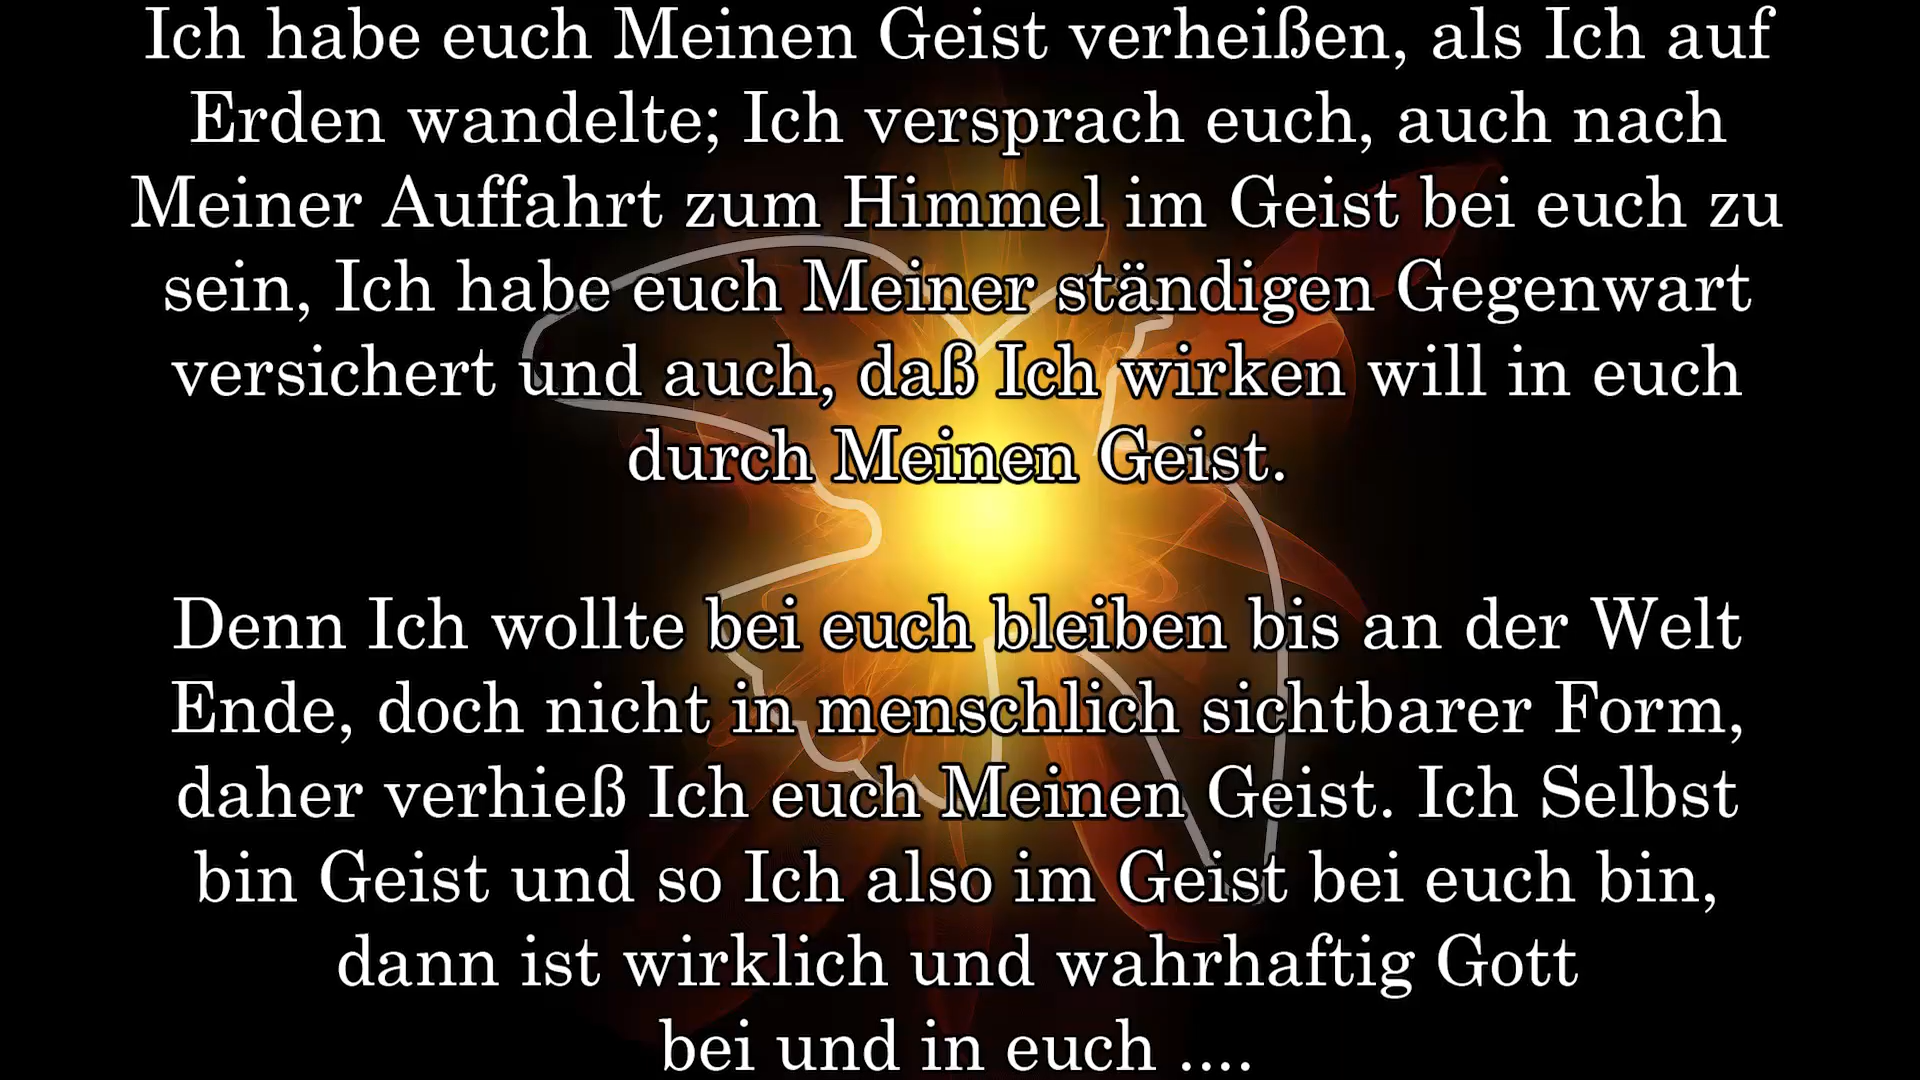 Ich habe euch Meinen Geist verheißen, als Ich auf
Erden wandelte; Ich versprach euch, auch nach
Meiner Auffahrt zum Himmel im Geist bei euch zu
sein, Ich habe euch Meiner ständigen Gegenwart
versichert und auch, daß Ich wirken will in euch
durch Meinen Geist.
Denn Ich wollte bei euch bleiben bis an der Welt
Ende, doch nicht in menschlich sichtbarer Form,
daher verhieß Ich euch Meinen Geist. Ich Selbst
bin Geist und so Ich also im Geist bei euch bin,
dann ist wirklich und wahrhaftig Gott
bei und in euch ....